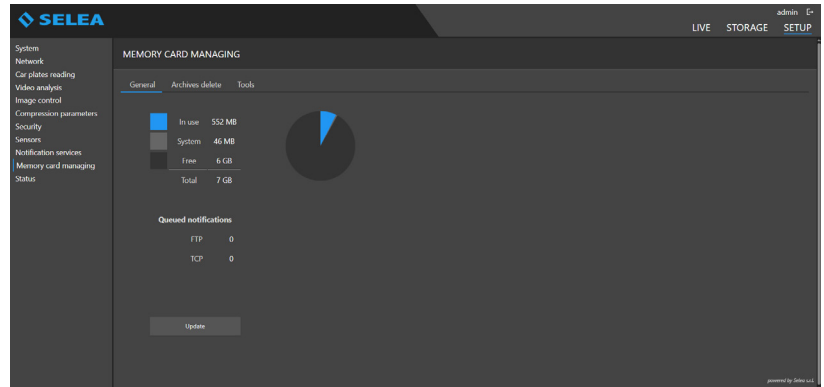 SELEA
admin
LIVE STORAGE SETUP
System
Network
Car plates reading
Video analysis
Image control
Compression parameters
Security
Sensors
Notification services
Memory card managing
Status
MEMORY CARD MANAGING
General Archives delete Tools
In use 552 MB
System 46 MB
Free 6 GB
Total 7 GB
Queued notifications
FTP 0
TCP 0
Update
powered by Selea s.r.l.